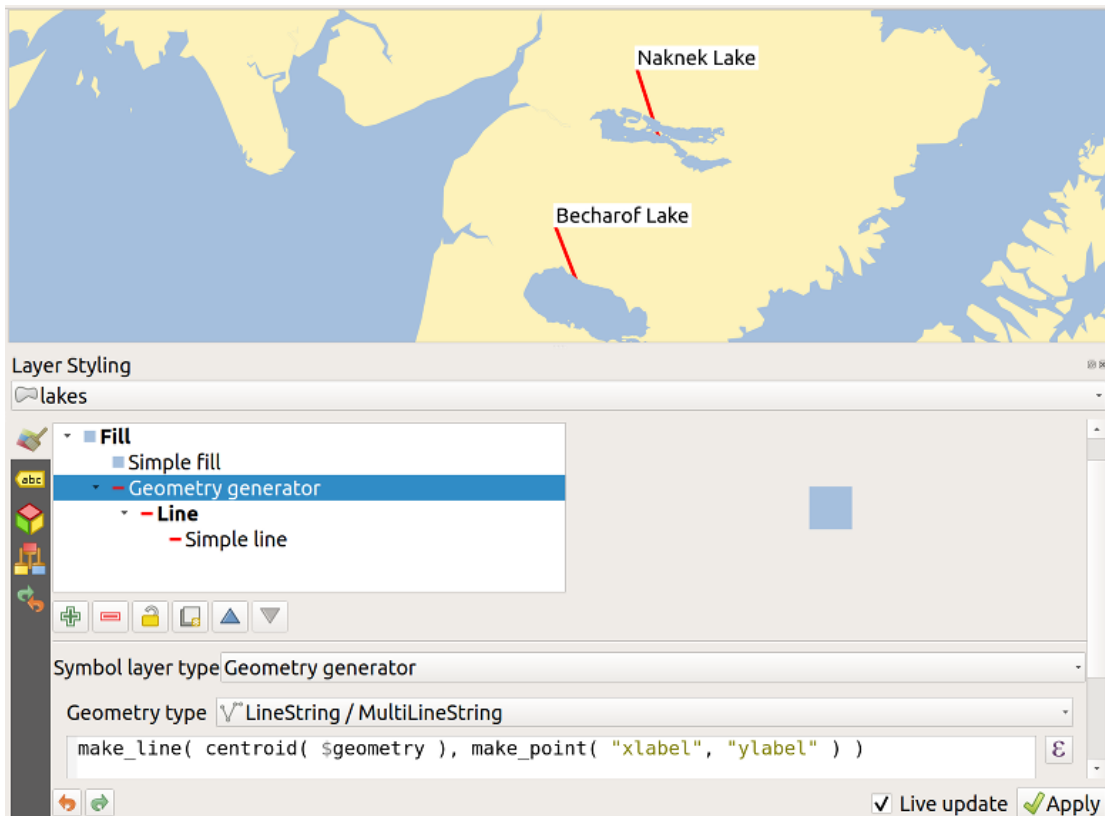 Naknek Lake
Becharof Lake
Layer Styling
lakes
abc
Fill
Simple fill
Geometry generator
Line
Simple line
Symbol layer type Geometry generator
Geometry type LineString / MultiLineString
make_line( centroid( $geometry ), make_point( "xlabel", "ylabel" ) )
ε
Live update Apply